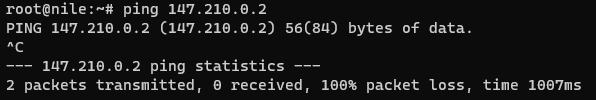 root@nile:~# ping 147.210.0.2
PING 147.210.0.2 (147.210.0.2) 56(84) bytes of data.
^C
--- 147.210.0.2 ping statistics ---
2 packets transmitted, 0 received, 100% packet loss, time 1007ms